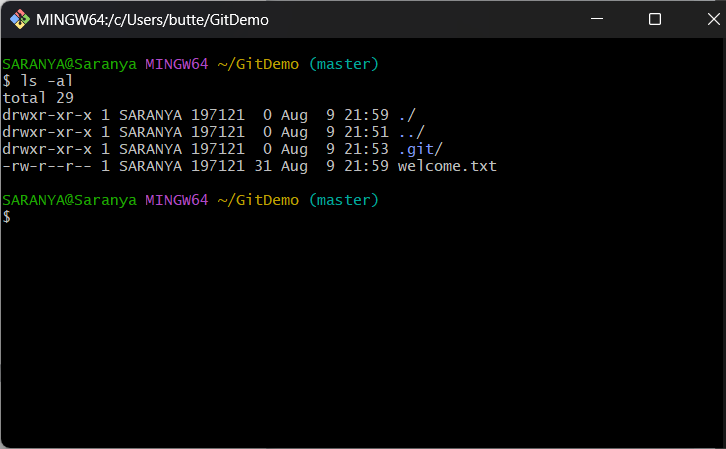 MINGW64:/c/Users/butte/GitDemo
SARANYA@Saranya MINGW64 ~/GitDemo (master)
$ ls -al
total 29
drwxr-xr-x 1 SARANYA 197121  0 Aug  9 21:59 ./
drwxr-xr-x 1 SARANYA 197121  0 Aug  9 21:51 ../
drwxr-xr-x 1 SARANYA 197121  0 Aug  9 21:53 .git/
-rw-r--r-- 1 SARANYA 197121 31 Aug  9 21:59 welcome.txt
SARANYA@Saranya MINGW64 ~/GitDemo (master)
$